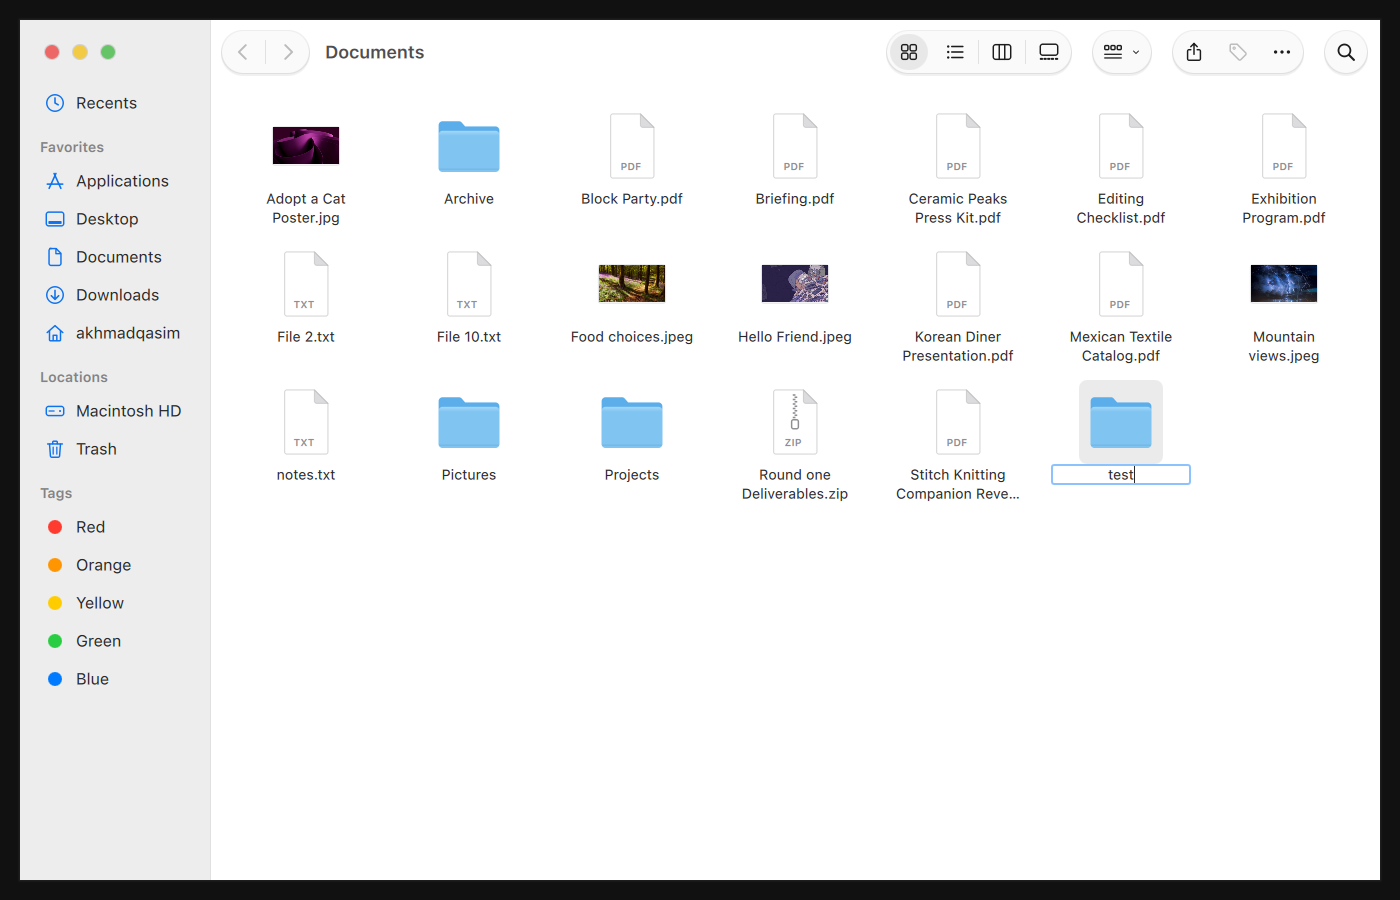 Documents
Recents
Favorites
Applications
Desktop
Documents
Downloads
akhmadqasim
Locations
Macintosh HD
Trash
Tags
Red
Orange
Yellow
Green
Blue
Adopt a Cat
Poster.jpg
Archive
PDF
Block Party.pdf
PDF
Briefing.pdf
PDF
Ceramic Peaks
Press Kit.pdf
PDF
Editing
Checklist.pdf
PDF
Exhibition
Program.pdf
TXT
File 2.txt
TXT
File 10.txt
Food choices.jpeg
Hello Friend.jpeg
PDF
Korean Diner
Presentation.pdf
PDF
Mexican Textile
Catalog.pdf
Mountain
views.jpeg
TXT
notes.txt
Pictures
Projects
ZIP
Round one
Deliverables.zip
PDF
Stitch Knitting
Companion Reve...
test